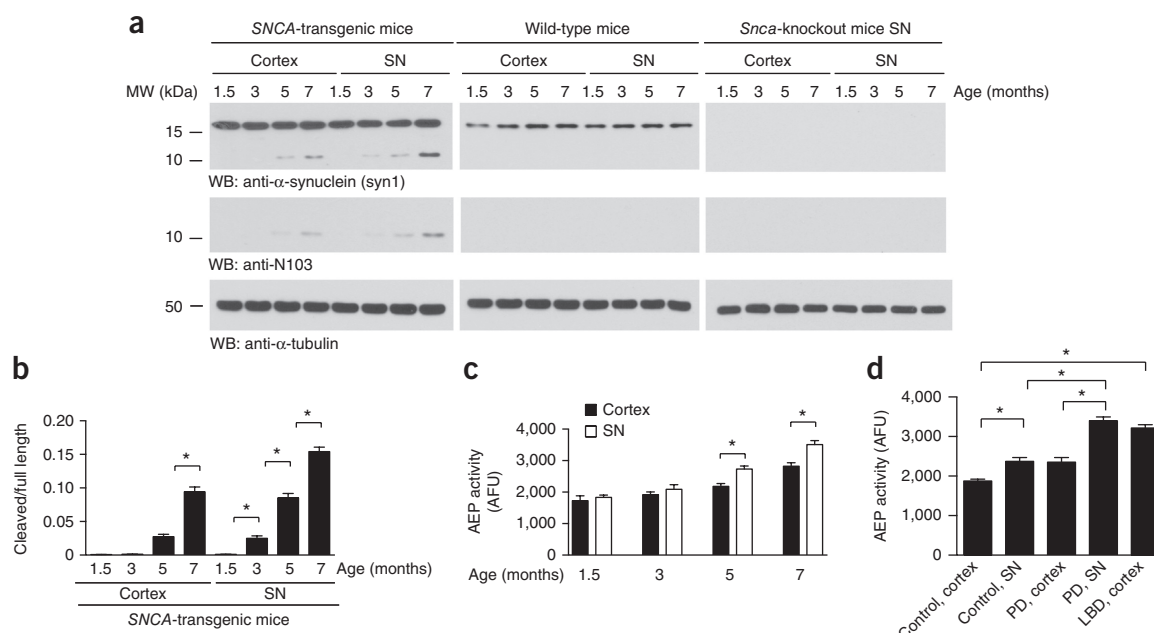 a
SNCA-transgenic mice
Wild-type mice
Snca-knockout mice SN
Cortex SN Cortex SN Cortex SN
MW (kDa) 1.5 3 5 7 1.5 3 5 7 1.5 3 5 7 1.5 3 5 7 1.5 3 5 7 1.5 3 5 7 Age (months)
15
10
WB: anti-α-synuclein (syn1)
10
WB: anti-N103
50
WB: anti-α-tubulin
b
Cleaved/full length
0.20
0.15
0.10
0.05
0
* * * *
1.5 3 5 7 1.5 3 5 7 Age (months)
Cortex SN
SNCA-transgenic mice
c
Cortex
SN
AEP activity
(AFU)
4,000
3,000
2,000
1,000
0
* *
Age (months) 1.5 3 5 7
d
AEP activity (AFU)
4,000
3,000
2,000
1,000
0
*
*
*
*
Control, cortex
Control, SN
PD, cortex
PD, SN
LBD, cortex